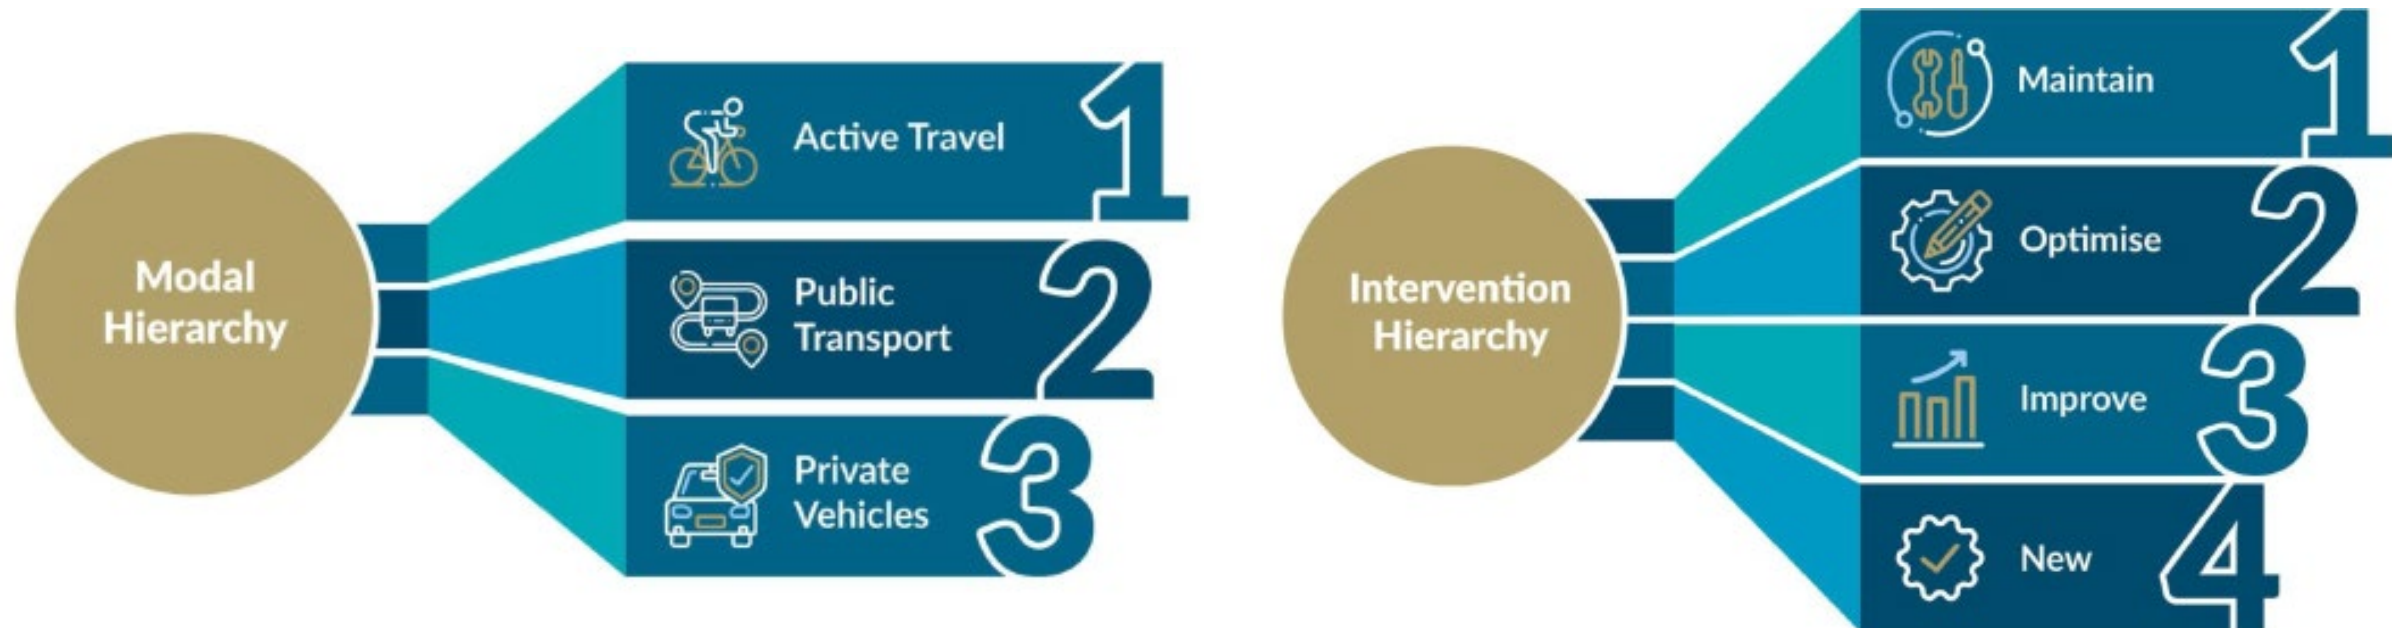 Modal
Hierarchy
Active Travel
1
Public
Transport
2
Private
Vehicles
3
Intervention
Hierarchy
Maintain
1
Optimise
2
Improve
3
New
4